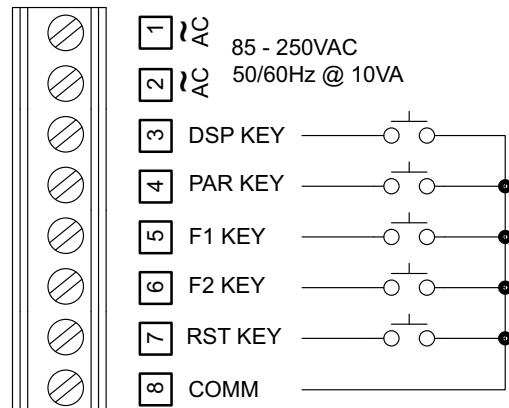 1 ~ AC
85 - 250VAC
2 ~ AC
50/60Hz @ 10VA
3 DSP KEY
4 PAR KEY
5 F1 KEY
6 F2 KEY
7 RST KEY
8 COMM